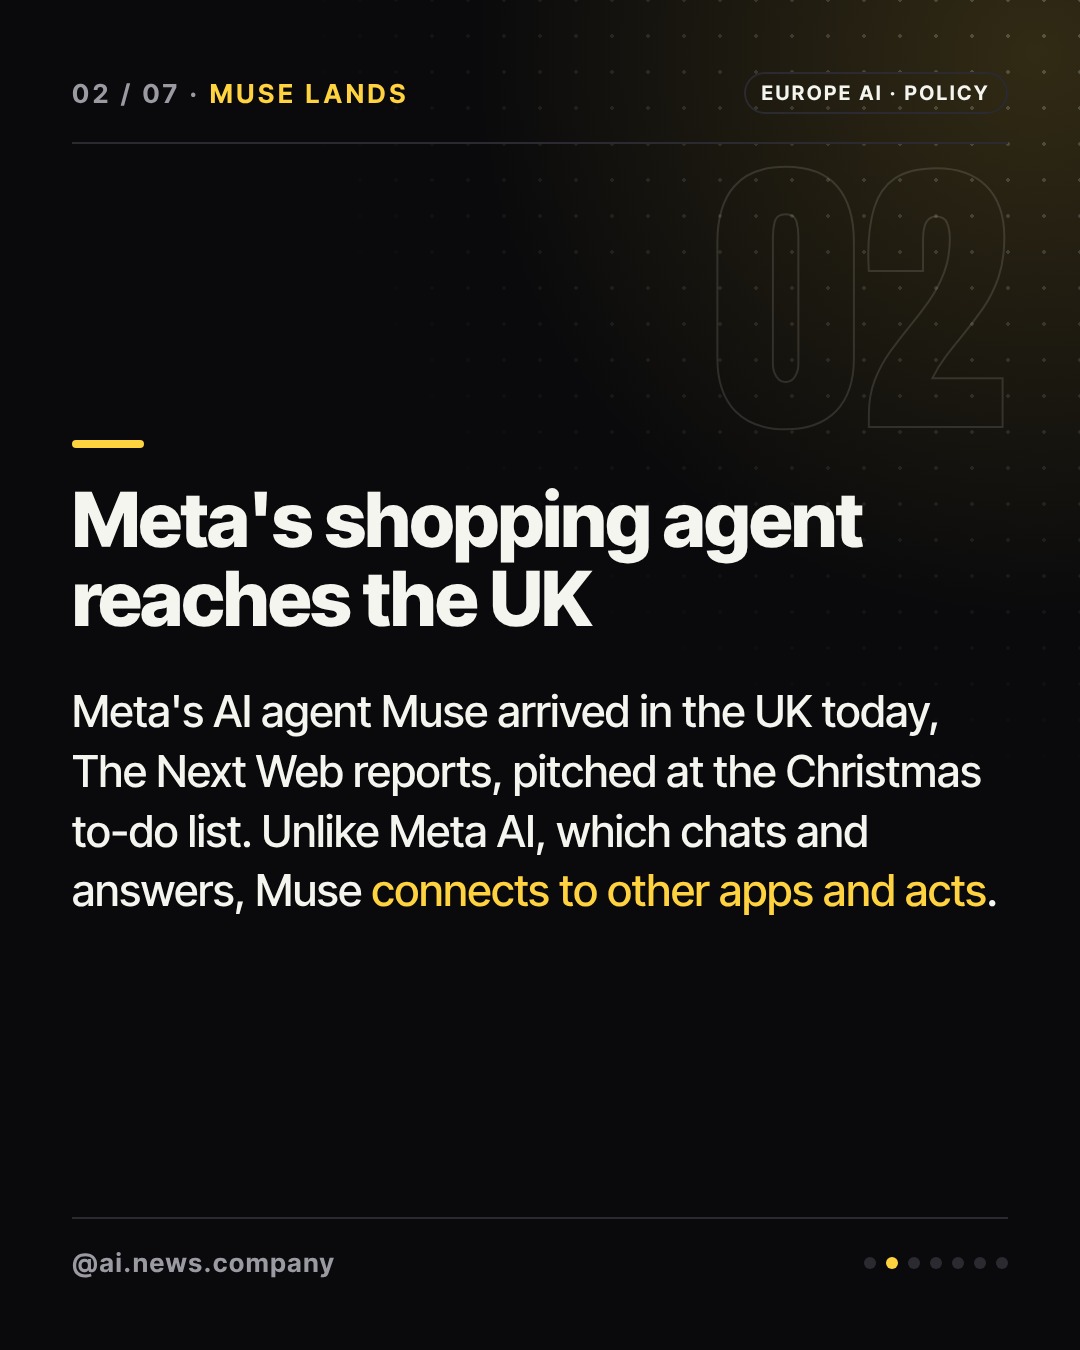 02 / 07 · MUSE LANDS
EUROPE AI · POLICY
02
Meta's shopping agent
reaches the UK
Meta's AI agent Muse arrived in the UK today,
The Next Web reports, pitched at the Christmas
to-do list. Unlike Meta AI, which chats and
answers, Muse connects to other apps and acts.
@ai.news.company